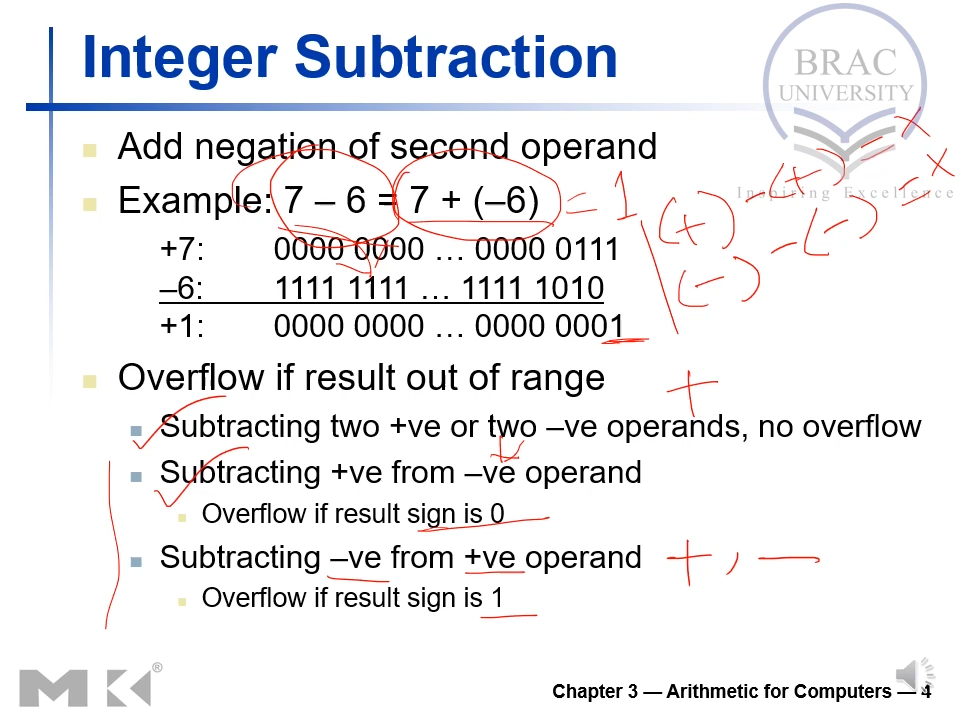 Integer Subtraction
BRAC
UNIVERSITY
Inspiring Excellence
Add negation of second operand
Example: 7 – 6 = 7 + (–6) = 1
(+) - (+) = x
(-) - (-) = x
+7: 0000 0000 … 0000 0111
–6: 1111 1111 … 1111 1010
+1: 0000 0000 … 0000 0001
Overflow if result out of range
+
Subtracting two +ve or two –ve operands, no overflow
+
Subtracting +ve from –ve operand
Overflow if result sign is 0
Subtracting –ve from +ve operand +, —
Overflow if result sign is 1
MK®
Chapter 3 — Arithmetic for Computers — 4